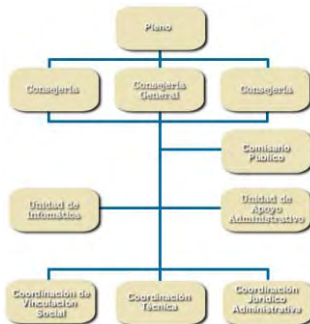 Pleno
Consejería
Consejería
General
Consejería
Comisario
Público
Unidad de
Infomática
Unidad de
Apoyo
Administrativo
Coordinación de
Vinculación
Social
Coordinación
Técnica
Coordinación
Jurídico
Administrativa